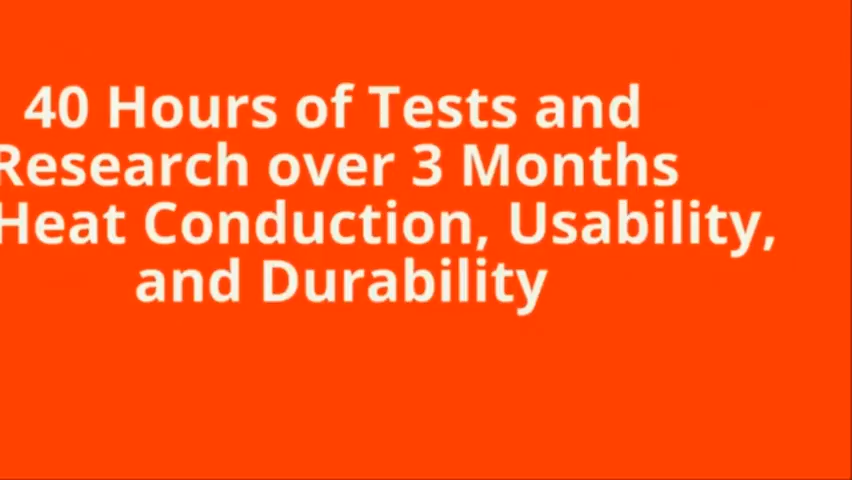 40 Hours of Tests and
Research over 3 Months
Heat Conduction, Usability,
and Durability